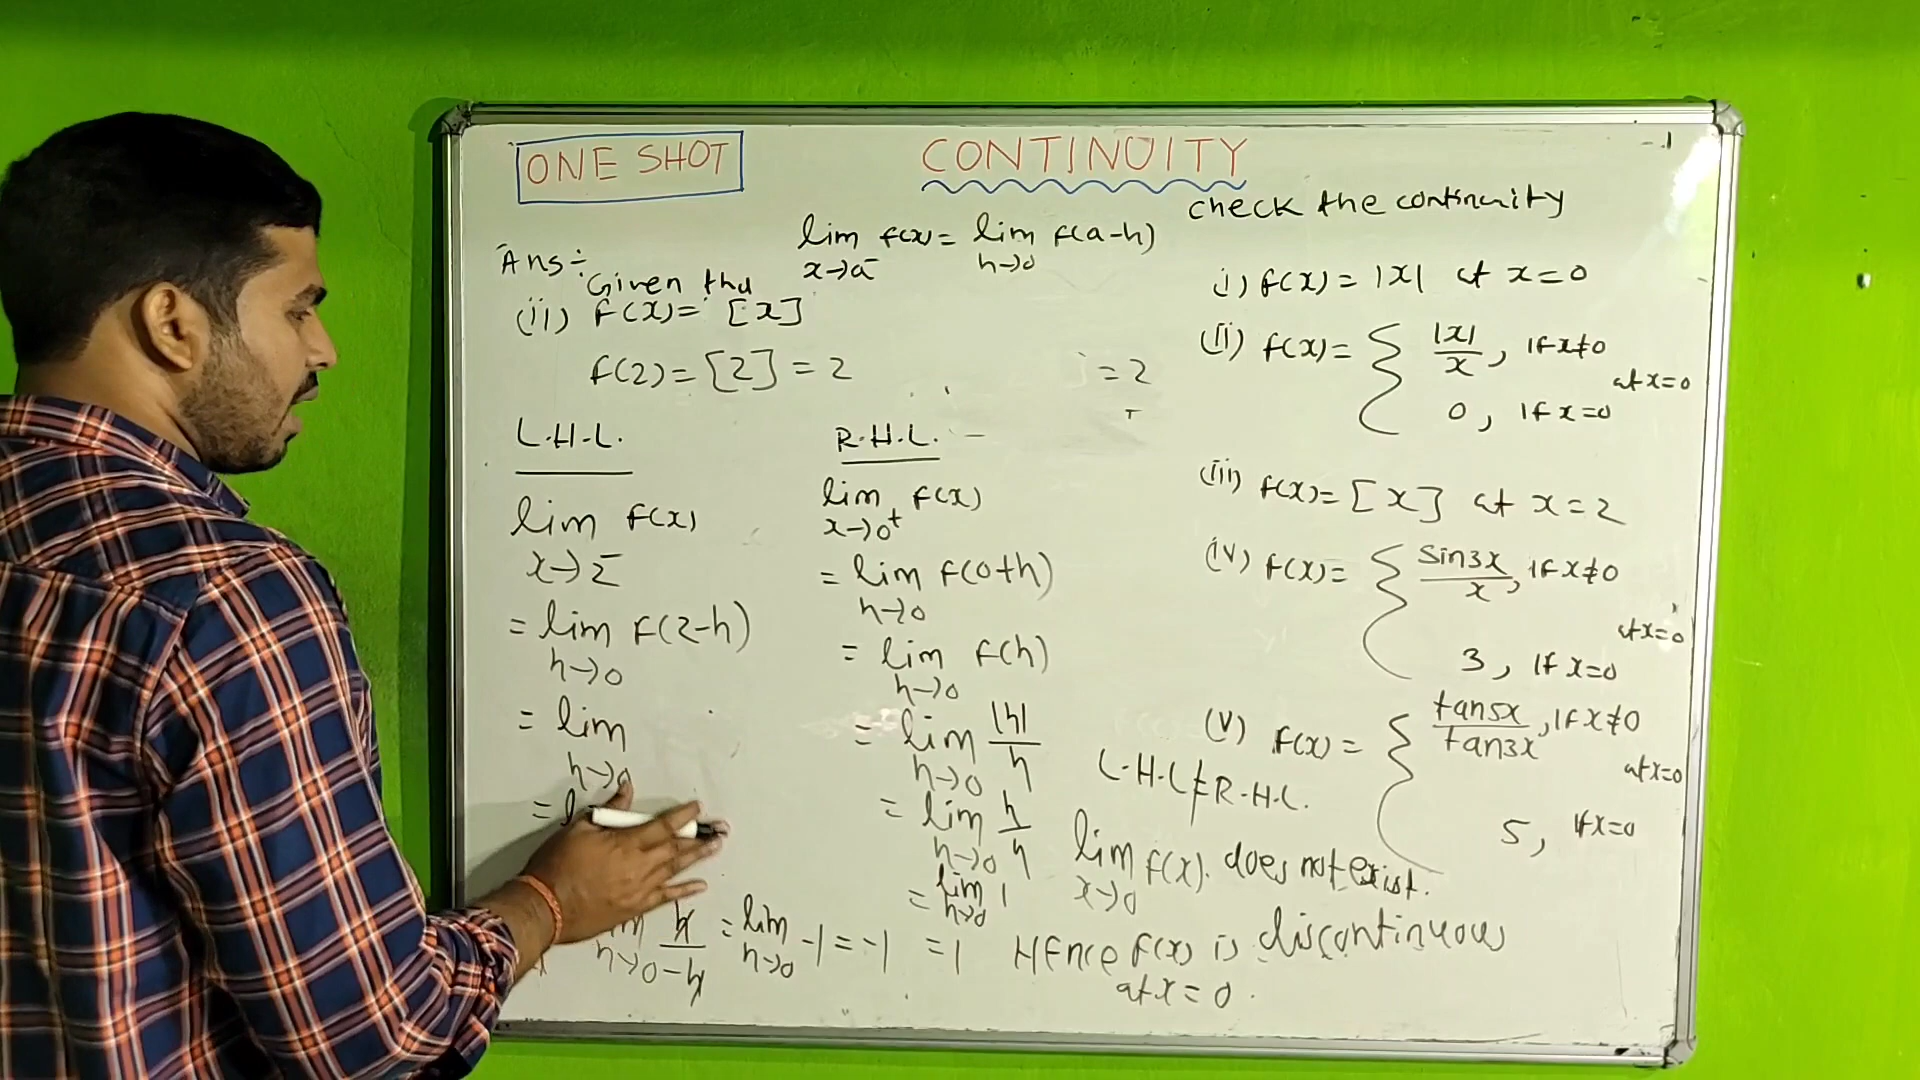 ONE SHOT
CONTINUITY
check the continuity
lim f(x) = lim f(a-h)
x→a⁻ h→0
Ans:-
Given tha
(ii) f(x) = [x]
f(2) = [2] = 2
= 2
L.H.L.
lim f(x)
x→2⁻
= lim f(2-h)
h→0
= lim
h→0
h→0 h/-h = lim h→0 -1 = -1
R.H.L.
lim f(x)
x→0⁺
= lim f(0+h)
h→0
= lim f(h)
h→0
= lim |h|/h
h→0
= lim h/h
h→0
= lim 1
h→0
= 1
L.H.L ≠ R.H.L.
lim f(x). does not exist.
x→0
Hence f(x) is discontinuous
at x = 0.
i) f(x) = |x| at x = 0
(ii) f(x) = { |x|/x, if x≠0
at x=0
0, if x=0
(iii) f(x) = [x] at x = 2
(iv) f(x) = { sin3x/x, if x≠0
at x=0
3, if x=0
(v) f(x) = { tan5x/tan3x, if x≠0
at x=0
5, if x=0